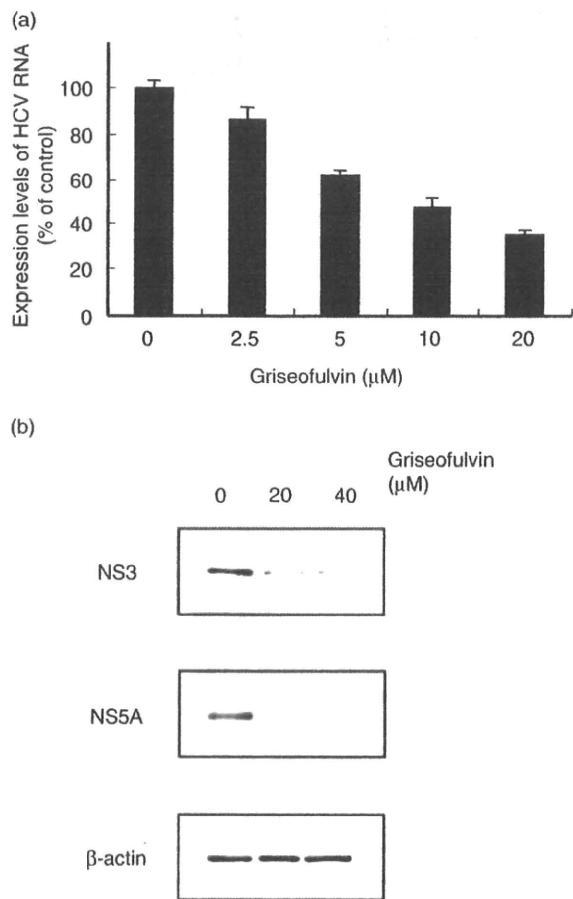 (a)
Expression levels of HCV RNA
(% of control)
100
80
60
40
20
0
0 2.5 5 10 20
Griseofulvin (μM)
(b)
Griseofulvin
(μM)
0 20 40
NS3
NS5A
β-actin